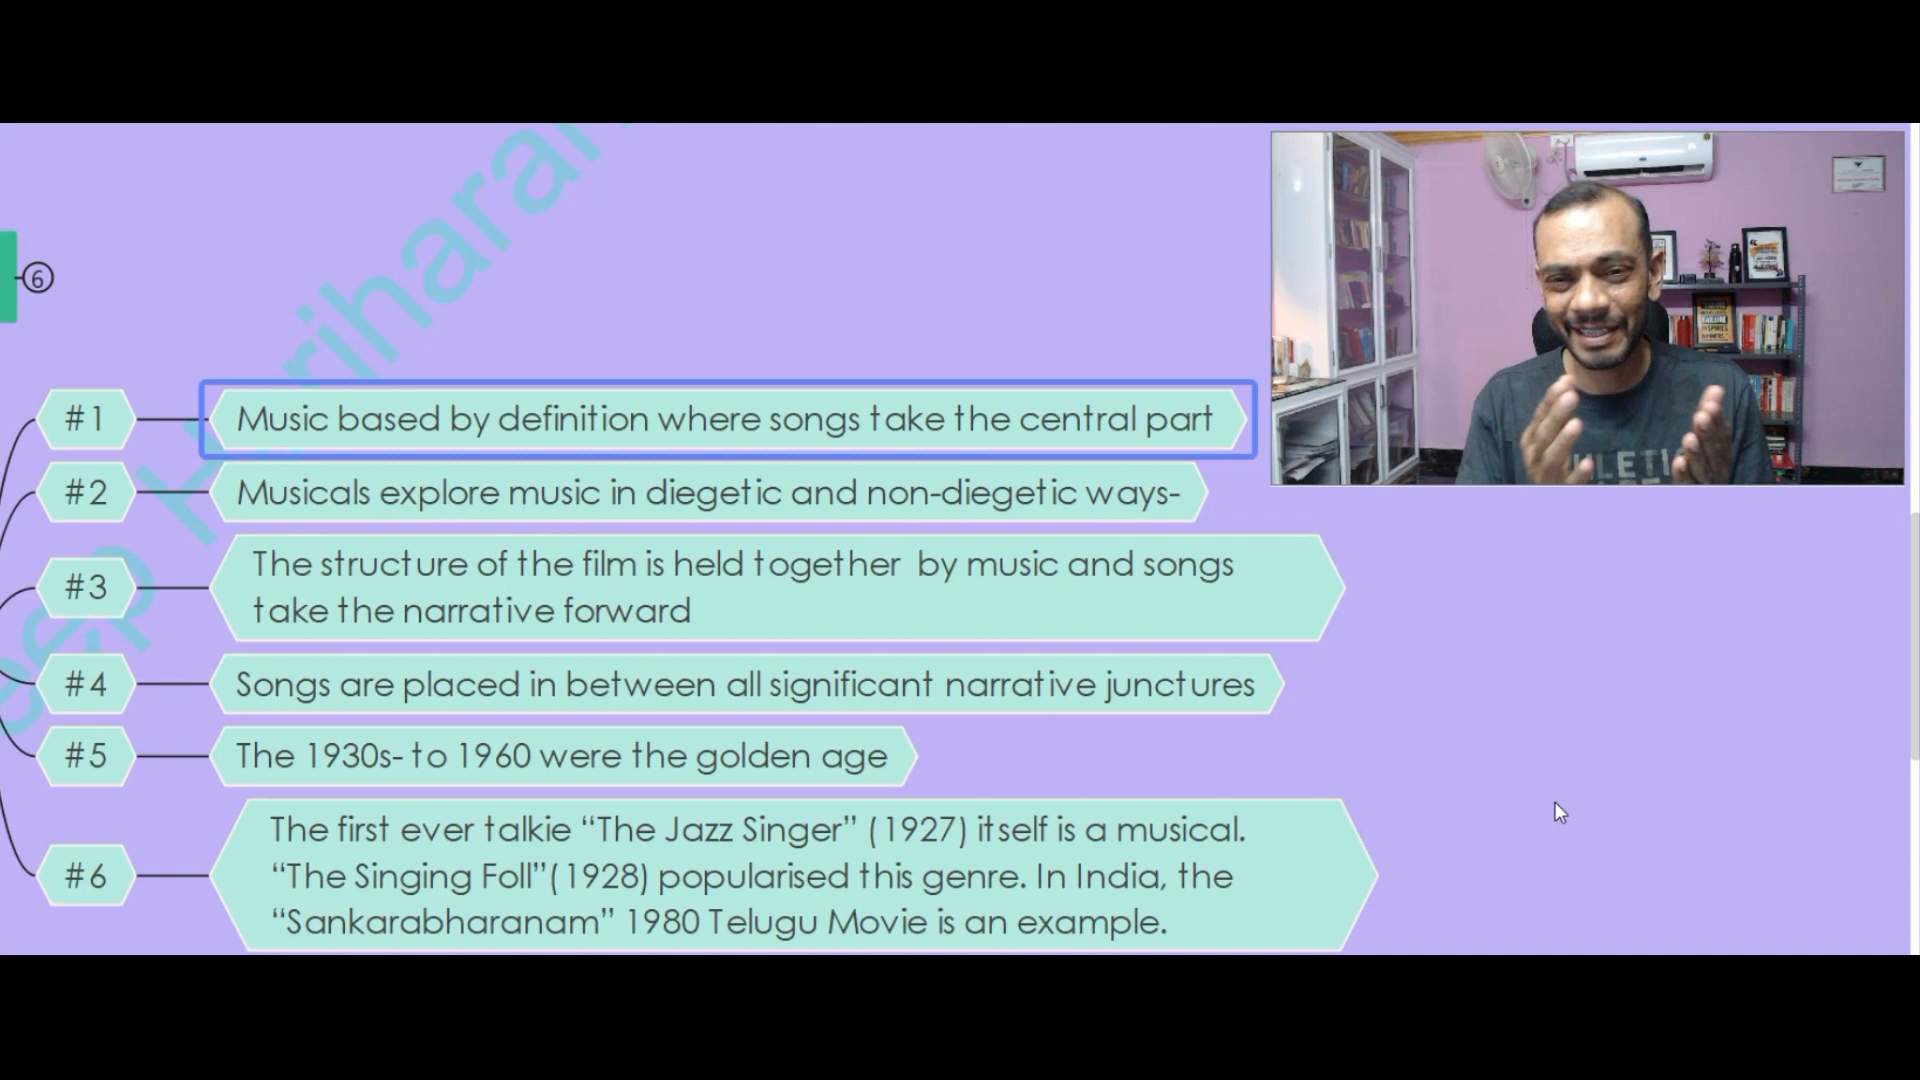 6
#1
Music based by definition where songs take the central part
#2
Musicals explore music in diegetic and non-diegetic ways-
#3
The structure of the film is held together by music and songs
take the narrative forward
#4
Songs are placed in between all significant narrative junctures
#5
The 1930s- to 1960 were the golden age
#6
The first ever talkie “The Jazz Singer” (1927) itself is a musical.
“The Singing Foll”(1928) popularised this genre. In India, the
“Sankarabharanam” 1980 Telugu Movie is an example.